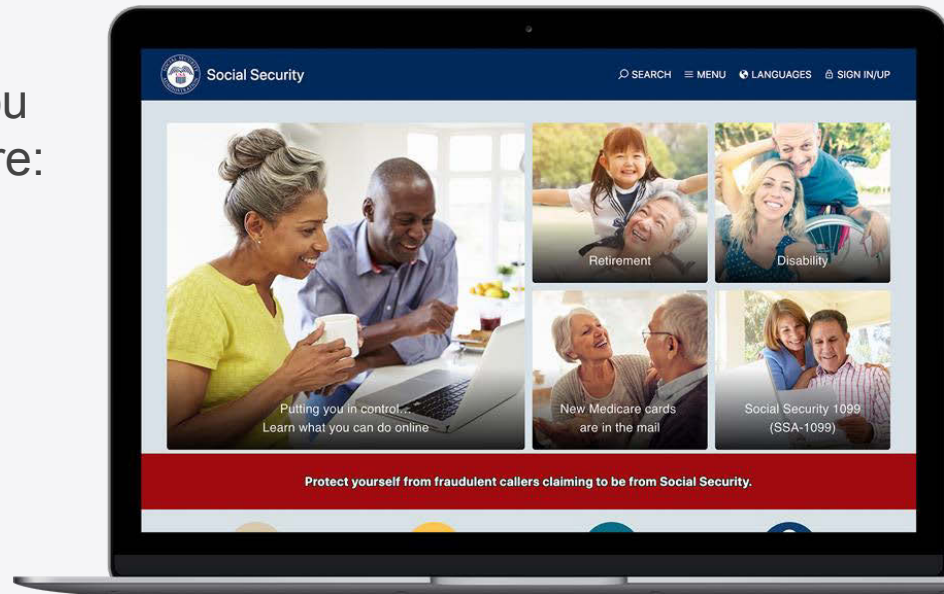 ou
re:
Social Security
SEARCH
MENU
LANGUAGES
SIGN IN/UP
Retirement
Disability
Putting you in control...
Learn what you can do online
New Medicare cards
are in the mail
Social Security 1099
(SSA-1099)
Protect yourself from fraudulent callers claiming to be from Social Security.